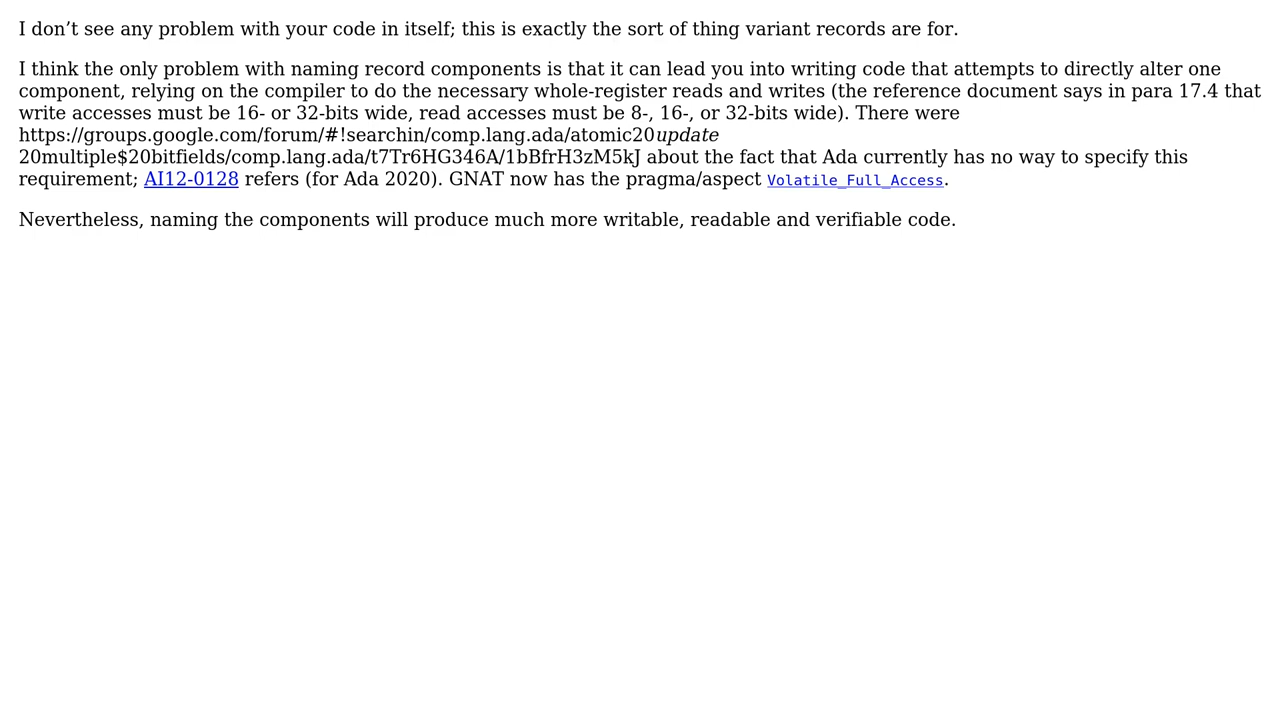 I don’t see any problem with your code in itself; this is exactly the sort of thing variant records are for.
I think the only problem with naming record components is that it can lead you into writing code that attempts to directly alter one
component, relying on the compiler to do the necessary whole-register reads and writes (the reference document says in para 17.4 that
write accesses must be 16- or 32-bits wide, read accesses must be 8-, 16-, or 32-bits wide). There were
https://groups.google.com/forum/#!searchin/comp.lang.ada/atomic20update
20multiple$20bitfields/comp.lang.ada/t7Tr6HG346A/1bBfrH3zM5kJ about the fact that Ada currently has no way to specify this
requirement; AI12-0128 refers (for Ada 2020). GNAT now has the pragma/aspect Volatile_Full_Access.
Nevertheless, naming the components will produce much more writable, readable and verifiable code.